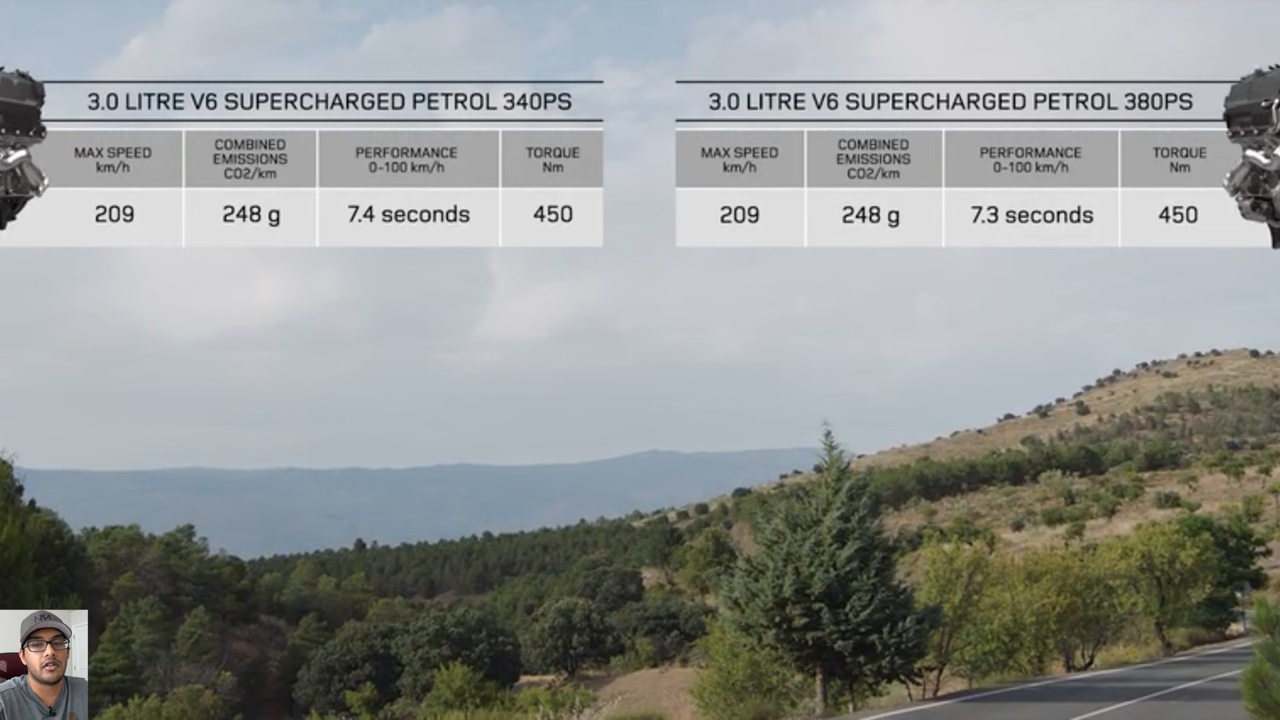 3.0 LITRE V6 SUPERCHARGED PETROL 340PS
MAX SPEED
km/h
COMBINED
EMISSIONS
CO2/km
PERFORMANCE
0-100 km/h
TORQUE
Nm
209
248 g
7.4 seconds
450
3.0 LITRE V6 SUPERCHARGED PETROL 380PS
MAX SPEED
km/h
COMBINED
EMISSIONS
CO2/km
PERFORMANCE
0-100 km/h
TORQUE
Nm
209
248 g
7.3 seconds
450